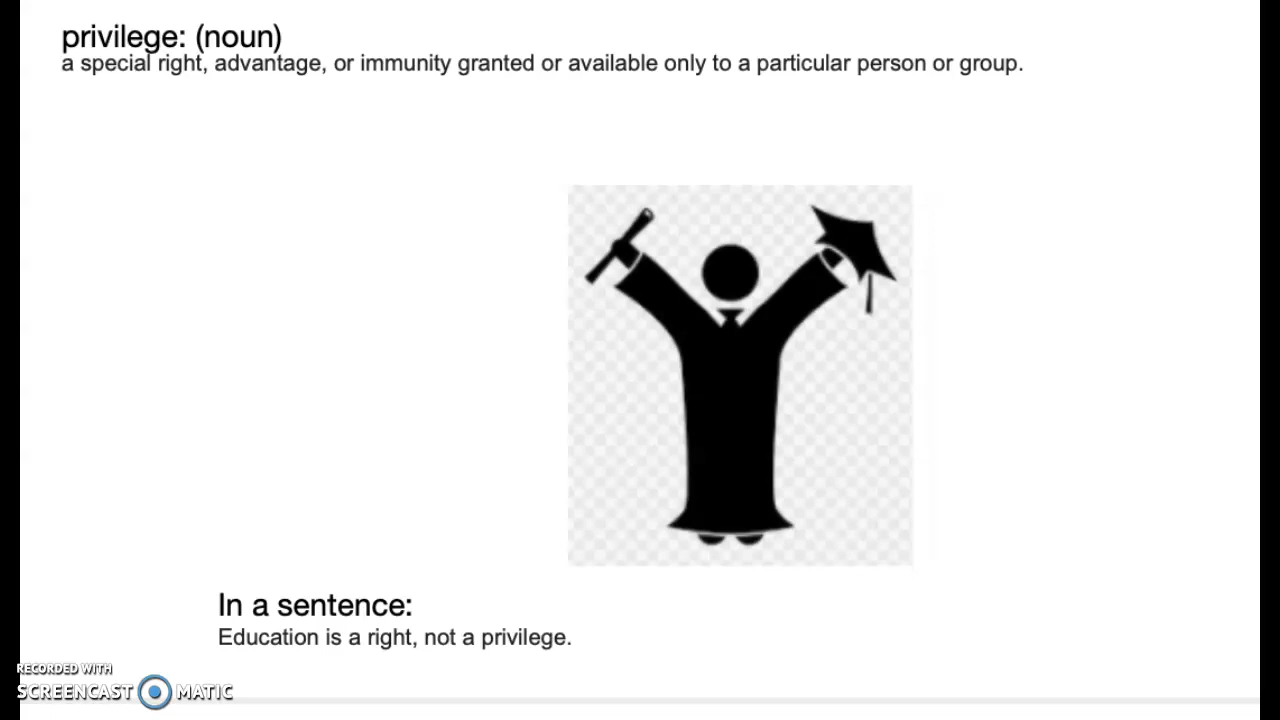 privilege: (noun)
a special right, advantage, or immunity granted or available only to a particular person or group.
In a sentence:
Education is a right, not a privilege.
RECORDED WITH
SCREENCAST MATIC